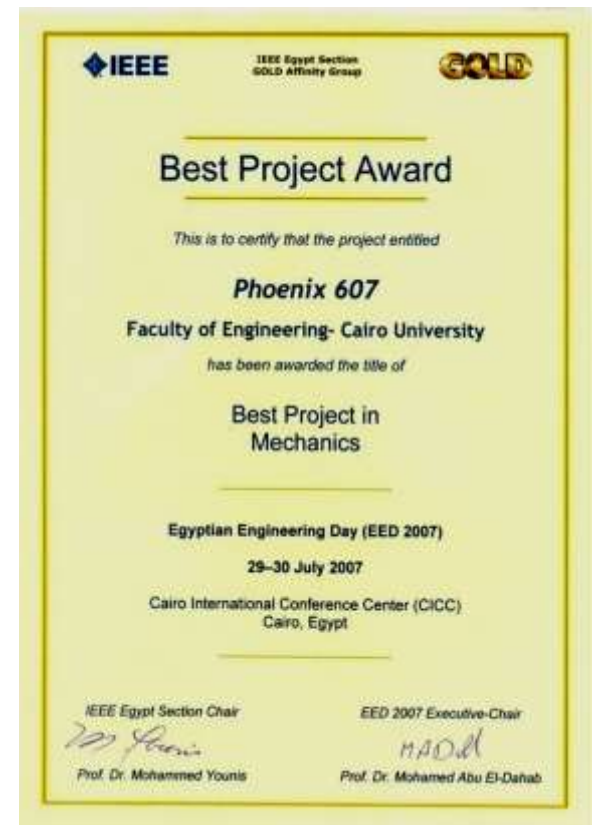 IEEE
IEEE Egypt Section
GOLD Affinity Group
GOLD
Best Project Award
This is to certify that the project entitled
Phoenix 607
Faculty of Engineering- Cairo University
has been awarded the title of
Best Project in
Mechanics
Egyptian Engineering Day (EED 2007)
29–30 July 2007
Cairo International Conference Center (CICC)
Cairo, Egypt
IEEE Egypt Section Chair
EED 2007 Executive-Chair
Prof. Dr. Mohammed Younis
Prof. Dr. Mohamed Abu El-Dahab